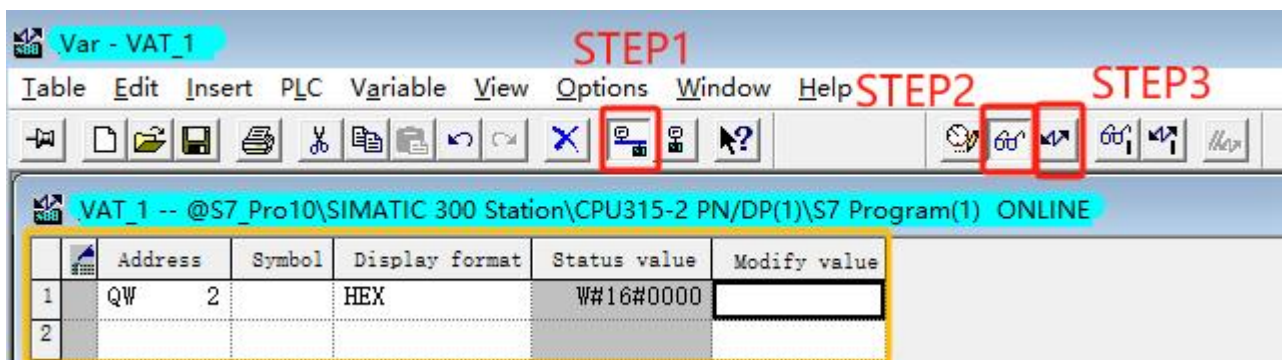 Var - VAT_1
STEP1
Table Edit Insert PLC Variable View Options Window Help
STEP2
STEP3
VAT_1 -- @S7_Pro10\SIMATIC 300 Station\CPU315-2 PN/DP(1)\S7 Program(1) ONLINE
Address Symbol Display format Status value Modify value
1 QW 2 HEX W#16#0000
2